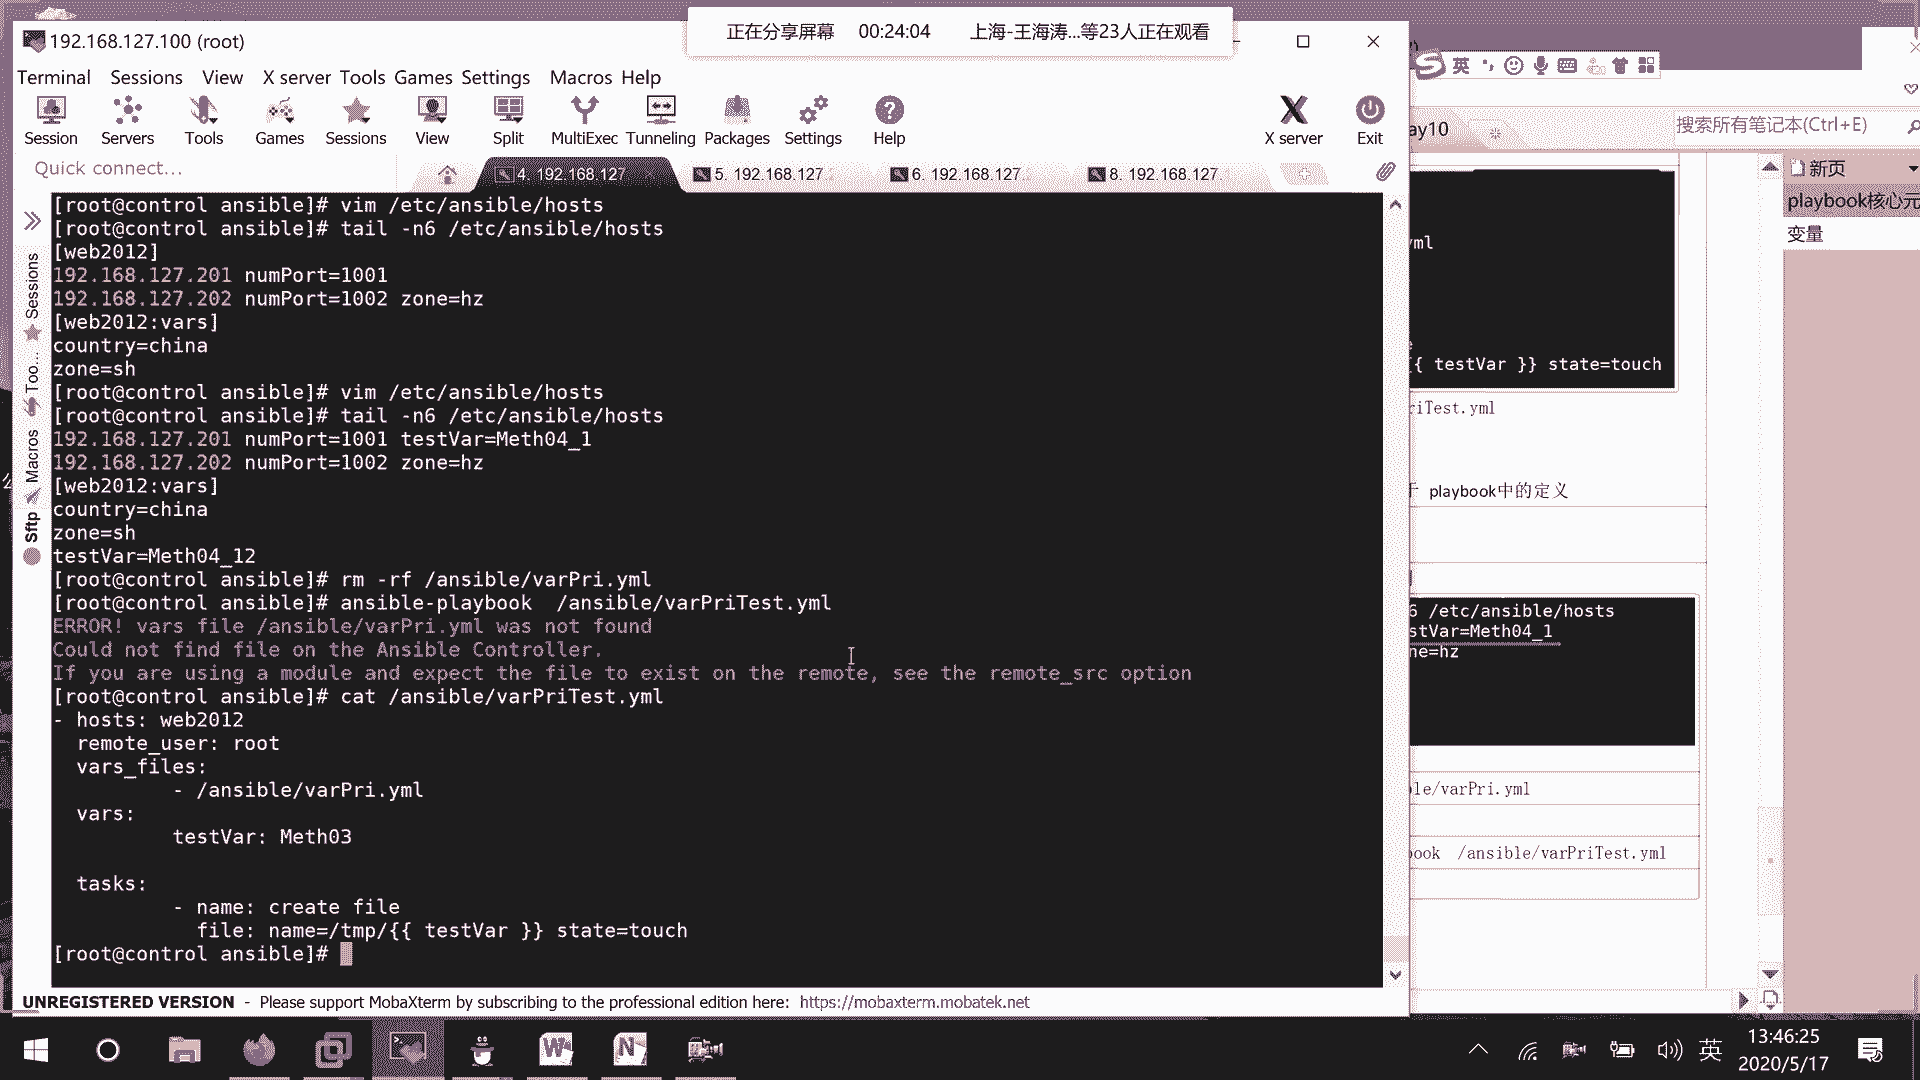 正在分享屏幕 00:24:04 上海-王海涛...等23人正在观看
192.168.127.100 (root)
Terminal Sessions View X server Tools Games Settings Macros Help
Session Servers Tools Games Sessions View Split MultiExec Tunneling Packages Settings Help X server Exit
Quick connect...
4. 192.168.127 5. 192.168.127. 6. 192.168.127. 8. 192.168.127.
Sessions
Too...
Macros
Sftp
[root@control ansible]# vim /etc/ansible/hosts
[root@control ansible]# tail -n6 /etc/ansible/hosts
[web2012]
192.168.127.201 numPort=1001
192.168.127.202 numPort=1002 zone=hz
[web2012:vars]
country=china
zone=sh
[root@control ansible]# vim /etc/ansible/hosts
[root@control ansible]# tail -n6 /etc/ansible/hosts
192.168.127.201 numPort=1001 testVar=Meth04_1
192.168.127.202 numPort=1002 zone=hz
[web2012:vars]
country=china
zone=sh
testVar=Meth04_12
[root@control ansible]# rm -rf /ansible/varPri.yml
[root@control ansible]# ansible-playbook  /ansible/varPriTest.yml
ERROR! vars file /ansible/varPri.yml was not found
Could not find file on the Ansible Controller.
If you are using a module and expect the file to exist on the remote, see the remote_src option
[root@control ansible]# cat /ansible/varPriTest.yml
- hosts: web2012
  remote_user: root
  vars_files:
          - /ansible/varPri.yml
  vars:
          testVar: Meth03
  tasks:
          - name: create file
            file: name=/tmp/{{ testVar }} state=touch
[root@control ansible]#
UNREGISTERED VERSION - Please support MobaXterm by subscribing to the professional edition here: https://mobaxterm.mobatek.net
英
ay10
搜索所有笔记本(Ctrl+E)
新页
playbook核心元
变量
yml
{{ testVar }} state=touch
riTest.yml
playbook中的定义
6 /etc/ansible/hosts
stVar=Meth04_1
ne=hz
ble/varPri.yml
book /ansible/varPriTest.yml
英
13:46:25
2020/5/17